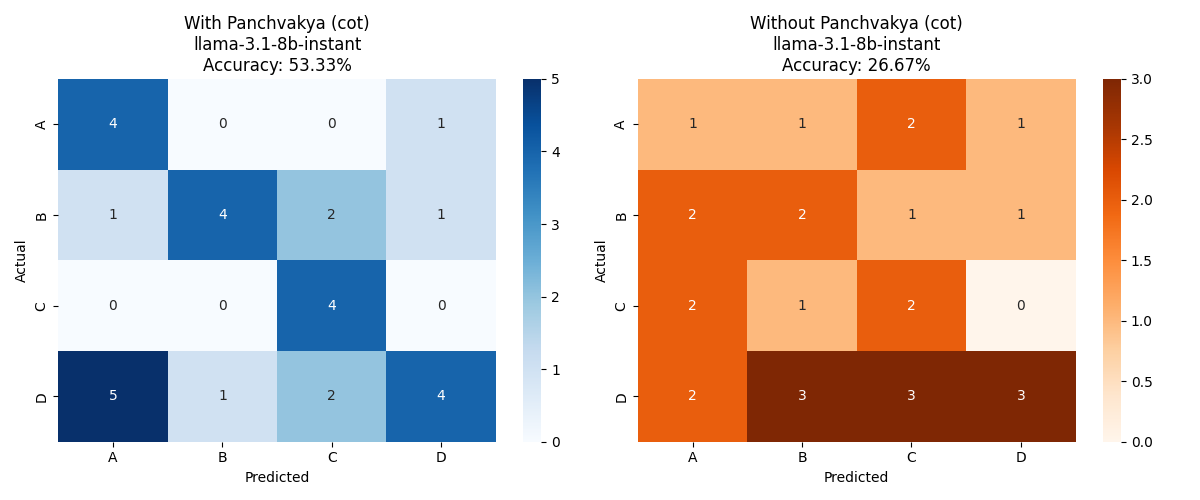 With Panchvakya (cot)
llama-3.1-8b-instant
Accuracy: 53.33%
Actual
A
4 0 0 1
B
1 4 2 1
C
0 0 4 0
D
5 1 2 4
A B C D
Predicted
5
4
3
2
1
0
Without Panchvakya (cot)
llama-3.1-8b-instant
Accuracy: 26.67%
Actual
A
1 1 2 1
B
2 2 1 1
C
2 1 2 0
D
2 3 3 3
A B C D
Predicted
3.0
2.5
2.0
1.5
1.0
0.5
0.0